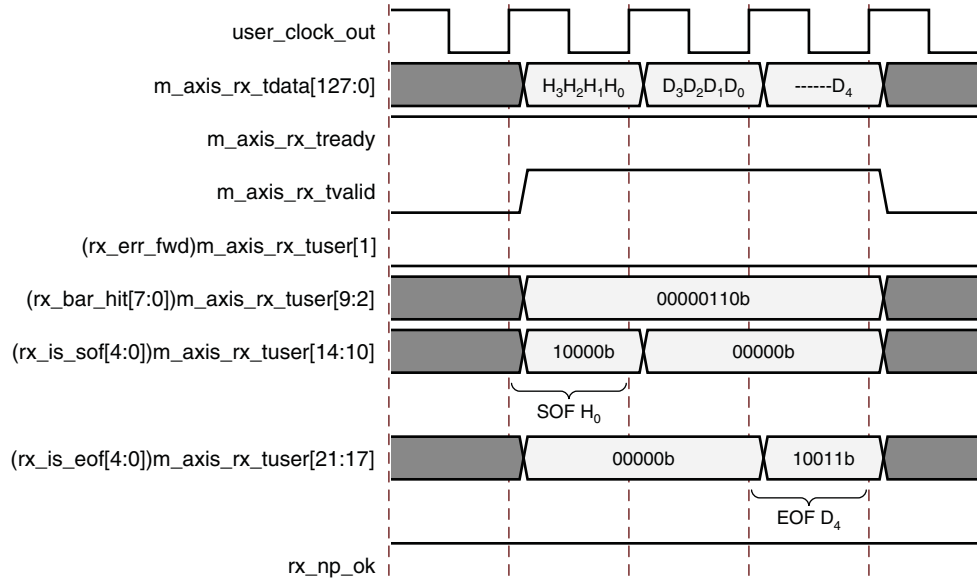 user_clock_out
m_axis_rx_tdata[127:0] H₃H₂H₁H₀ D₃D₂D₁D₀ ------D₄
m_axis_rx_tready
m_axis_rx_tvalid
(rx_err_fwd)m_axis_rx_tuser[1]
(rx_bar_hit[7:0])m_axis_rx_tuser[9:2] 00000110b
(rx_is_sof[4:0])m_axis_rx_tuser[14:10] 10000b 00000b
SOF H₀
(rx_is_eof[4:0])m_axis_rx_tuser[21:17] 00000b 10011b
EOF D₄
rx_np_ok